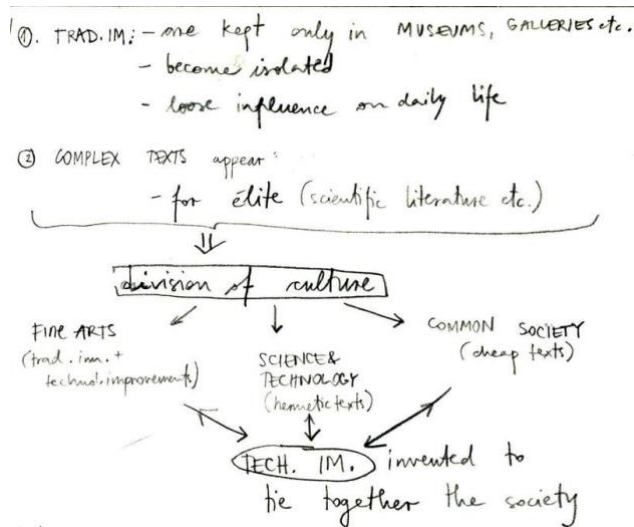 ①. TRAD. IM: - are kept only in MUSEUMS, GALLERIES etc.
- become isolated
- loose influence on daily life
② COMPLEX TEXTS appear:
- for élite (scientific literature etc.)
⇓
division of culture
FINE ARTS
(trad. im. +
technol. improvements)
SCIENCE &
TECHNOLOGY
(hermetic texts)
COMMON SOCIETY
(cheap texts)
TECH. IM. invented to
tie together the society